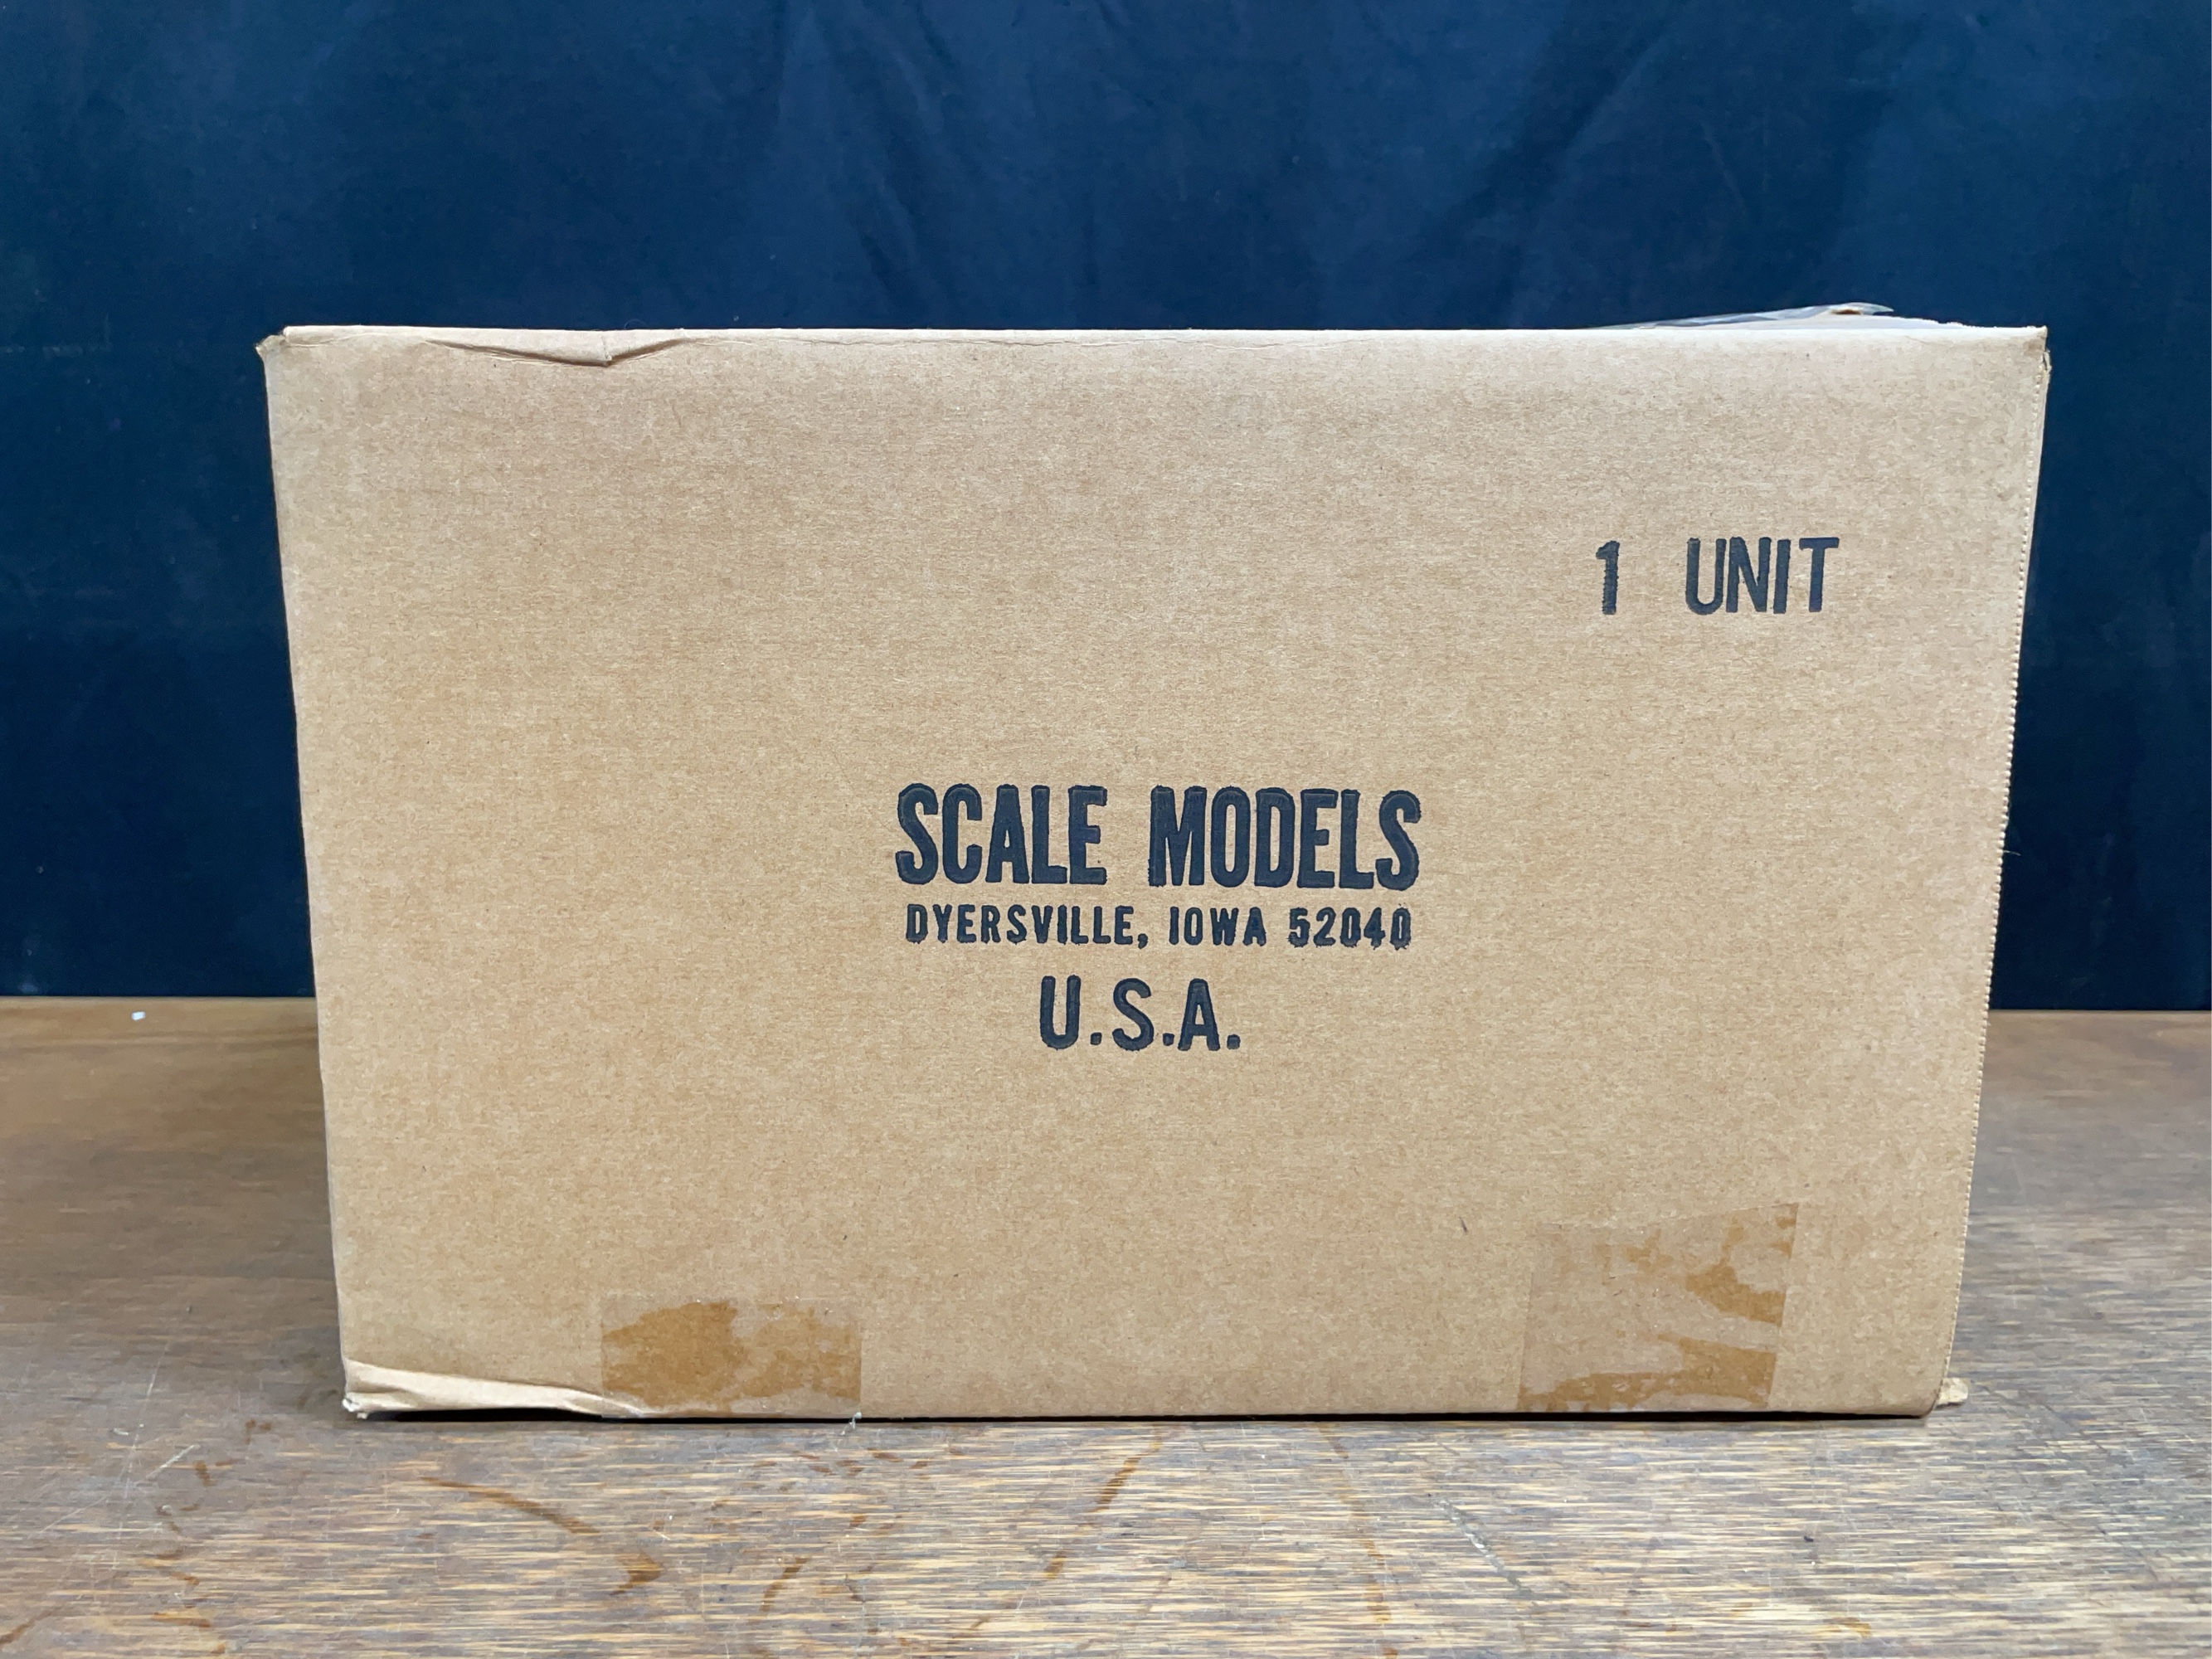 1 UNIT
SCALE MODELS
DYERSVILLE, IOWA 52040
U.S.A.